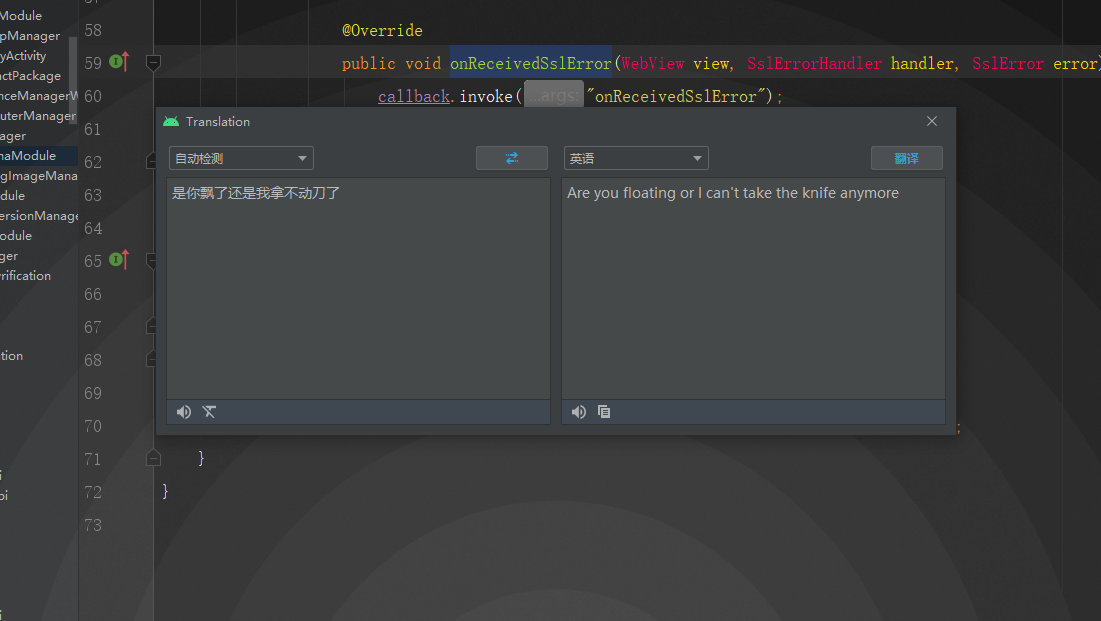 Module
58
@Override
pManager
yActivity
59
public void onReceivedSslError(WebView view, SslErrorHandler handler, SslError error)
ctPackage
nceManagerW
60
callback.invoke( ...args: "onReceivedSslError");
uterManager
Translation
ager
61
naModule
62
自动检测
英语
翻译
gImageMana
dule
63
是你飘了还是我拿不动刀了
Are you floating or I can't take the knife anymore
ersionManage
64
odule
ger
65
rification
66
67
tion
68
69
70
;
71
}
72
}
73